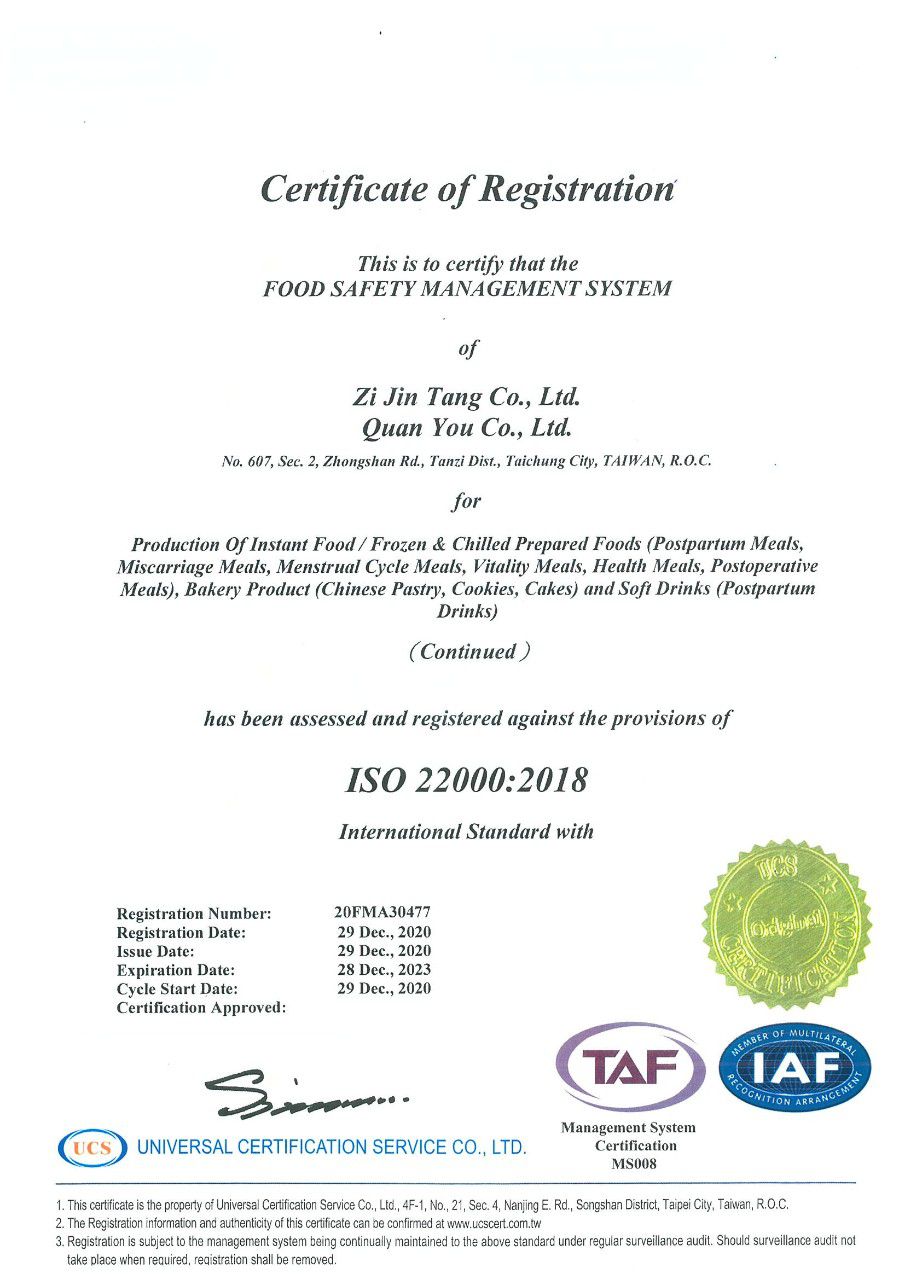 Certificate of Registration
This is to certify that the
FOOD SAFETY MANAGEMENT SYSTEM
of
Zi Jin Tang Co., Ltd.
Quan You Co., Ltd.
No. 607, Sec. 2, Zhongshan Rd., Tanzi Dist., Taichung City, TAIWAN, R.O.C.
for
Production Of Instant Food / Frozen & Chilled Prepared Foods (Postpartum Meals,
Miscarriage Meals, Menstrual Cycle Meals, Vitality Meals, Health Meals, Postoperative
Meals), Bakery Product (Chinese Pastry, Cookies, Cakes) and Soft Drinks (Postpartum
Drinks)
(Continued)
has been assessed and registered against the provisions of
ISO 22000:2018
International Standard with
UCS
Original
CERTIFICATION
Registration Number: 20FMA30477
Registration Date: 29 Dec., 2020
Issue Date: 29 Dec., 2020
Expiration Date: 28 Dec., 2023
Cycle Start Date: 29 Dec., 2020
Certification Approved:
TAF
MEMBER OF MULTILATERAL
IAF
RECOGNITION ARRANGEMENT
Management System
Certification
MS008
UCS UNIVERSAL CERTIFICATION SERVICE CO., LTD.
1. This certificate is the property of Universal Certification Service Co., Ltd., 4F-1, No., 21, Sec. 4, Nanjing E. Rd., Songshan District, Taipei City, Taiwan, R.O.C.
2. The Registration information and authenticity of this certificate can be confirmed at www.ucscert.com.tw
3. Registration is subject to the management system being continually maintained to the above standard under regular surveillance audit. Should surveillance audit not
take place when required, registration shall be removed.